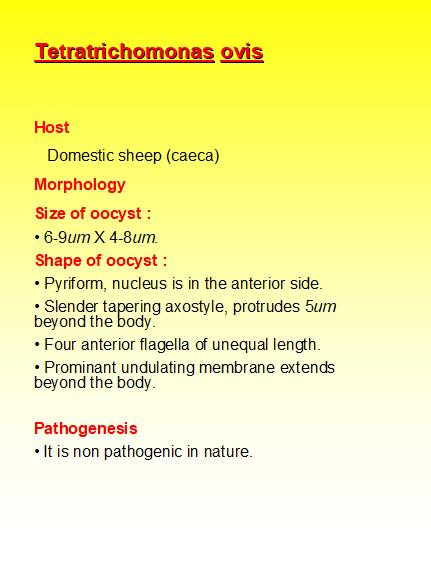 Tetratrichomonas ovis
Host
Domestic sheep (caeca)
Morphology
Size of oocyst :
• 6-9um X 4-8um.
Shape of oocyst :
• Pyriform, nucleus is in the anterior side.
• Slender tapering axostyle, protrudes 5um
beyond the body.
• Four anterior flagella of unequal length.
• Prominant undulating membrane extends
beyond the body.
Pathogenesis
• It is non pathogenic in nature.